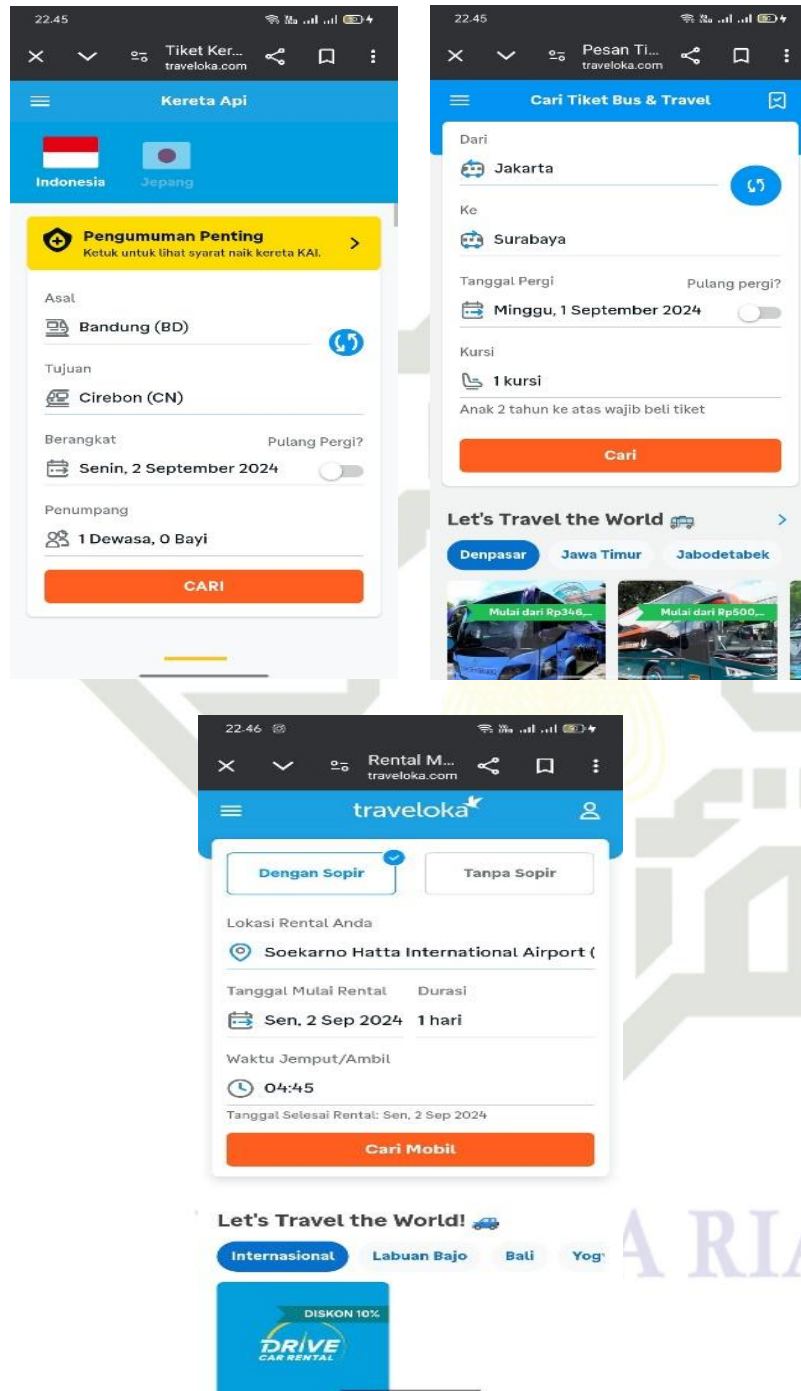 22.45
Tiket Ker...
traveloka.com
Kereta Api
Indonesia
Jepang
Pengumuman Penting
Ketuk untuk lihat syarat naik kereta KAI.
Asal
Bandung (BD)
Tujuan
Cirebon (CN)
Berangkat
Pulang Pergi?
Senin, 2 September 2024
Penumpang
1 Dewasa, 0 Bayi
CARI
22.45
Pesan Ti...
traveloka.com
Cari Tiket Bus & Travel
Dari
Jakarta
Ke
Surabaya
Tanggal Pergi
Pulang pergi?
Minggu, 1 September 2024
Kursi
1 kursi
Anak 2 tahun ke atas wajib beli tiket
Cari
Let's Travel the World
Denpasar
Jawa Timur
Jabodetabek
Mulai dari Rp346,...
Mulai dari Rp500,...
22.46
Rental M...
traveloka.com
traveloka
Dengan Sopir
Tanpa Sopir
Lokasi Rental Anda
Soekarno Hatta International Airport (
Tanggal Mulai Rental
Durasi
Sen, 2 Sep 2024
1 hari
Waktu Jemput/Ambil
04:45
Tanggal Selesai Rental: Sen, 2 Sep 2024
Cari Mobil
Let's Travel the World!
Internasional
Labuan Bajo
Bali
Yogy
DISKON 10%
DRIVE
CAR RENTAL
A RIA